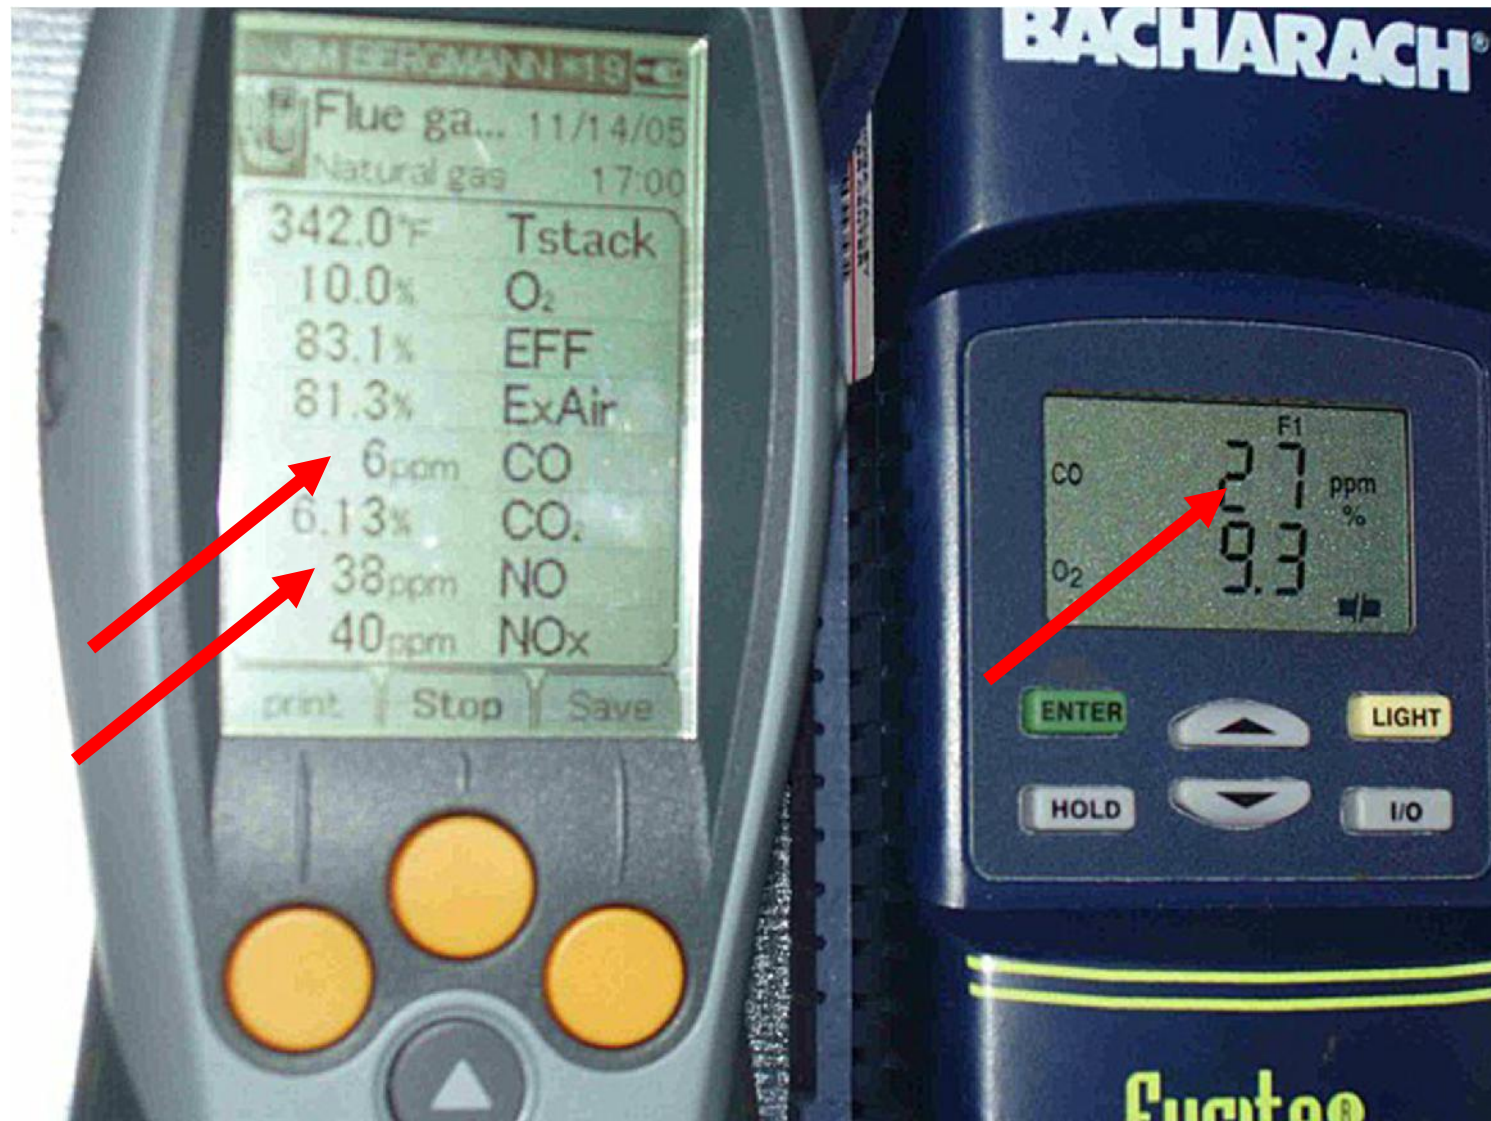 BERGMANN
Flue ga... 11/14/05
Natural gas 17:00
342.0°F Tstack
10.0% O₂
83.1% EFF
81.3% ExAir
6ppm CO
6.13% CO₂
38ppm NO
40ppm NOx
print Stop Save
BACHARACH®
F1
CO 27 ppm
%
O₂ 9.3
ENTER
LIGHT
HOLD
I/O
Fyrite®